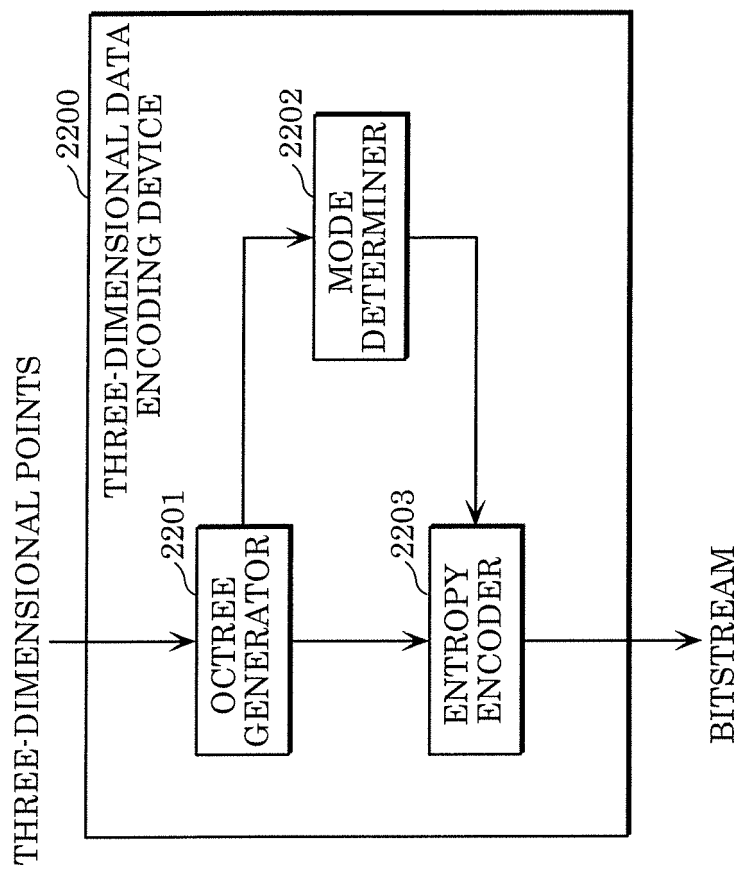 THREE-DIMENSIONAL POINTS
2200
THREE-DIMENSIONAL DATA
ENCODING DEVICE
2201
OCTREE
GENERATOR
2202
MODE
DETERMINER
2203
ENTROPY
ENCODER
BITSTREAM